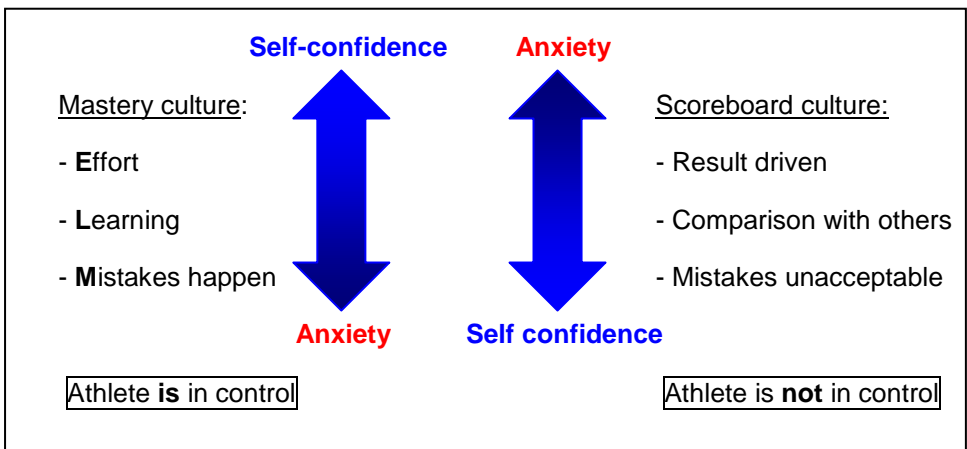 Self-confidence
Anxiety
Mastery culture:
- Effort
- Learning
- Mistakes happen
Anxiety
Athlete is in control
Scoreboard culture:
- Result driven
- Comparison with others
- Mistakes unacceptable
Self confidence
Athlete is not in control